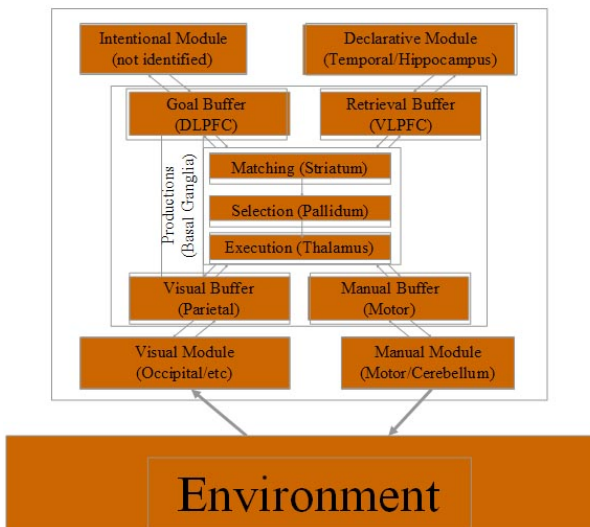 Intentional Module
(not identified)
Declarative Module
(Temporal/Hippocampus)
Goal Buffer
(DLPFC)
Retrieval Buffer
(VLPFC)
Productions
(Basal Ganglia)
Matching (Striatum)
Selection (Pallidum)
Execution (Thalamus)
Visual Buffer
(Parietal)
Manual Buffer
(Motor)
Visual Module
(Occipital/etc)
Manual Module
(Motor/Cerebellum)
Environment